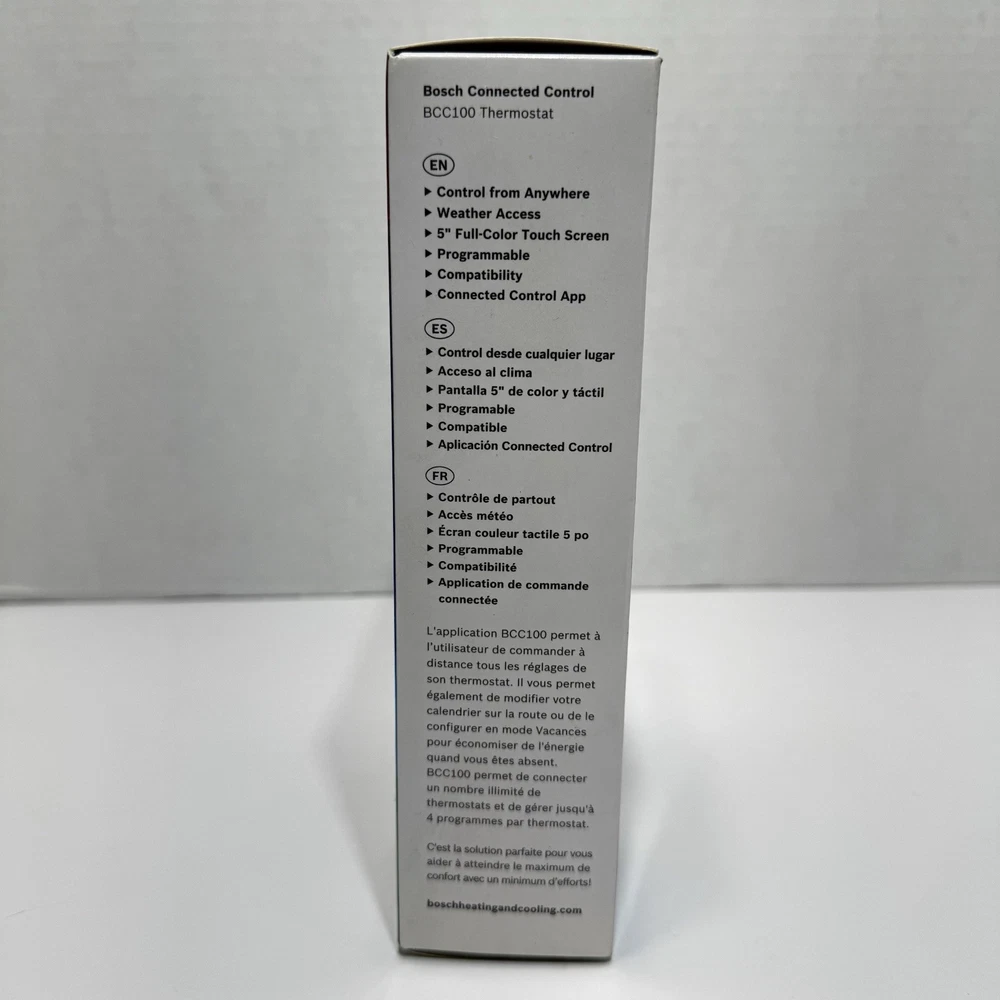 Bosch Connected Control
BCC100 Thermostat
EN
▶ Control from Anywhere
▶ Weather Access
▶ 5" Full-Color Touch Screen
▶ Programmable
▶ Compatibility
▶ Connected Control App
ES
▶ Control desde cualquier lugar
▶ Acceso al clima
▶ Pantalla 5" de color y táctil
▶ Programable
▶ Compatible
▶ Aplicación Connected Control
FR
▶ Contrôle de partout
▶ Accès météo
▶ Écran couleur tactile 5 po
▶ Programmable
▶ Compatibilité
▶ Application de commande
connectée
L'application BCC100 permet à
l'utilisateur de commander à
distance tous les réglages de
son thermostat. Il vous permet
également de modifier votre
calendrier sur la route ou de le
configurer en mode Vacances
pour économiser de l'énergie
quand vous êtes absent.
BCC100 permet de connecter
un nombre illimité de
thermostats et de gérer jusqu'à
4 programmes par thermostat.
C'est la solution parfaite pour vous
aider à atteindre le maximum de
confort avec un minimum d'efforts!
boschheatingandcooling.com